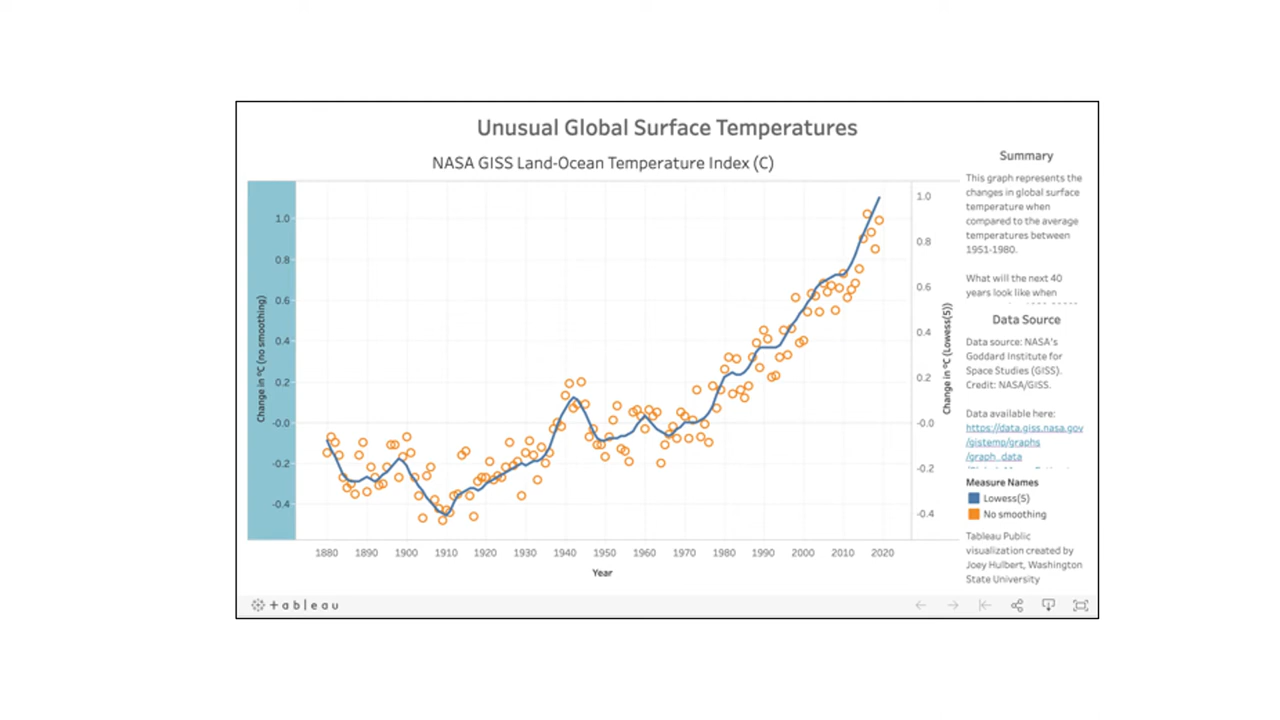 Unusual Global Surface Temperatures
NASA GISS Land-Ocean Temperature Index (C)
Change in ºC (no smoothing)
1.0
0.8
0.6
0.4
0.2
-0.0
-0.2
-0.4
1.0
0.8
0.6
0.4
0.2
-0.0
-0.2
-0.4
Change in ºC (Lowess(5))
1880 1890 1900 1910 1920 1930 1940 1950 1960 1970 1980 1990 2000 2010 2020
Year
Summary
This graph represents the
changes in global surface
temperature when
compared to the average
temperatures between
1951-1980.
What will the next 40
years look like when
Data Source
Data source: NASA's
Goddard Institute for
Space Studies (GISS).
Credit: NASA/GISS.
Data available here:
https://data.giss.nasa.gov
/gistemp/graphs
/graph_data
Measure Names
Lowess(5)
No smoothing
Tableau Public
visualization created by
Joey Hulbert, Washington
State University
+ableau